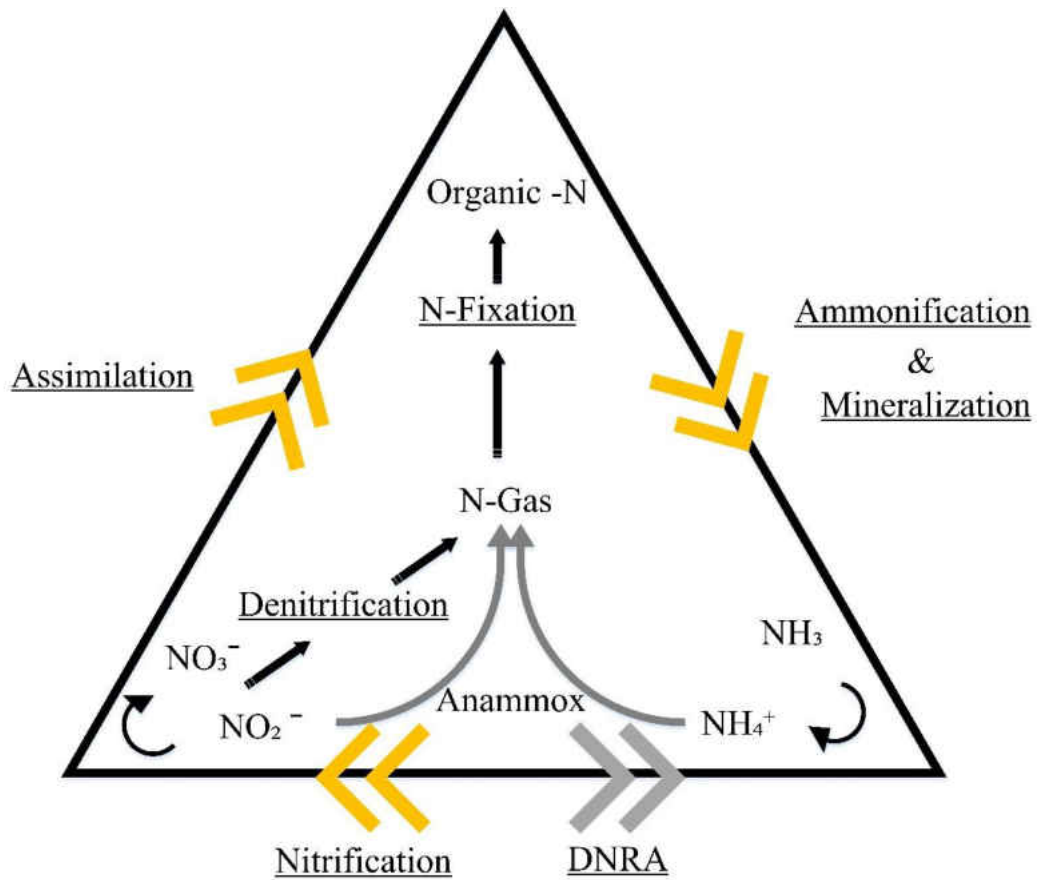 Organic -N
N-Fixation
Ammonification
&
Mineralization
Assimilation
N-Gas
Denitrification
NO₃⁻
NH₃
Anammox
NO₂⁻
NH₄⁺
Nitrification
DNRA